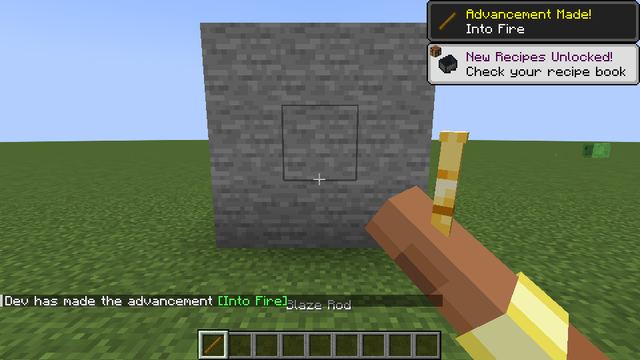 Advancement Made!
Into Fire
New Recipes Unlocked!
Check your recipe book
Dev has made the advancement [Into Fire]
Blaze Rod